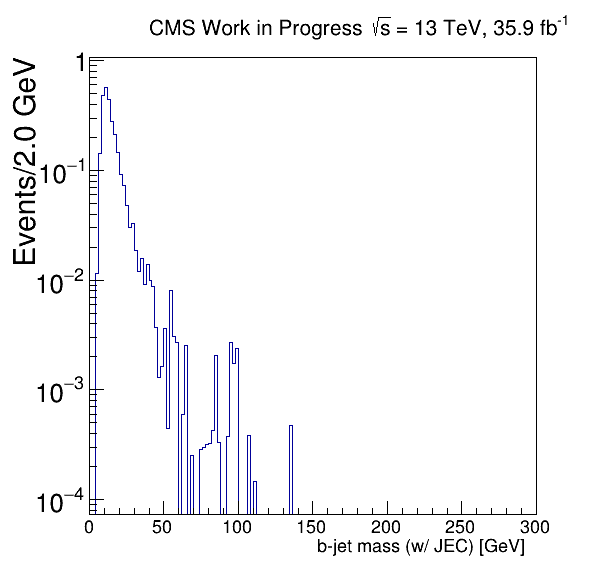 CMS Work in Progress √s = 13 TeV, 35.9 fb⁻¹
Events/2.0 GeV
1
10⁻¹
10⁻²
10⁻³
10⁻⁴
0 50 100 150 200 250 300
b-jet mass (w/ JEC) [GeV]